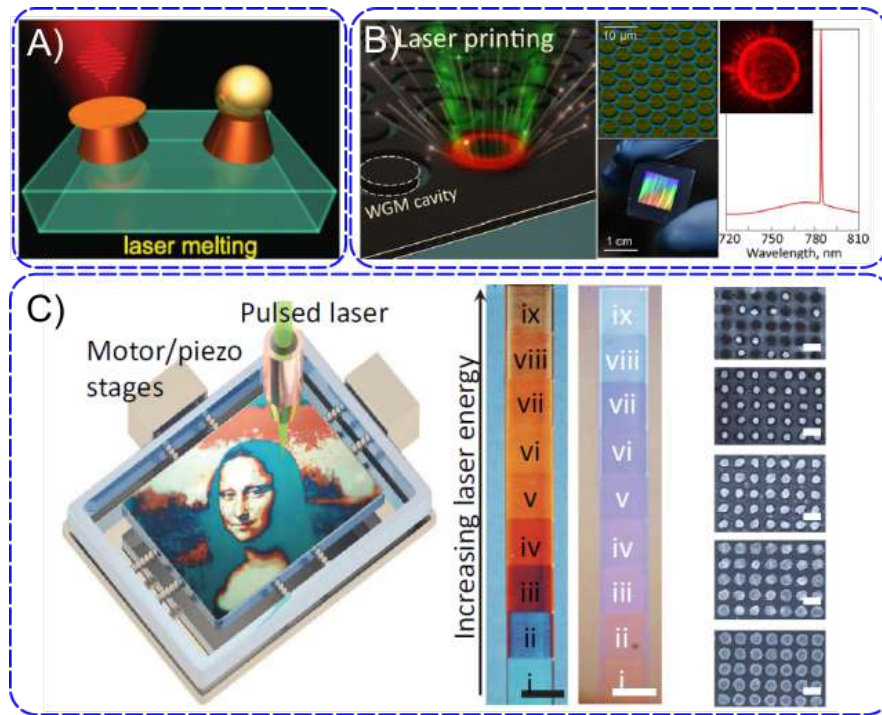 A)
laser melting
B)
Laser printing
WGM cavity
10 µm
1 cm
720
750
780
810
Wavelength, nm
C)
Pulsed laser
Motor/piezo
stages
Increasing laser energy
ix
viii
vii
vi
v
iv
iii
ii
i
ix
viii
vii
vi
v
iv
iii
ii
i